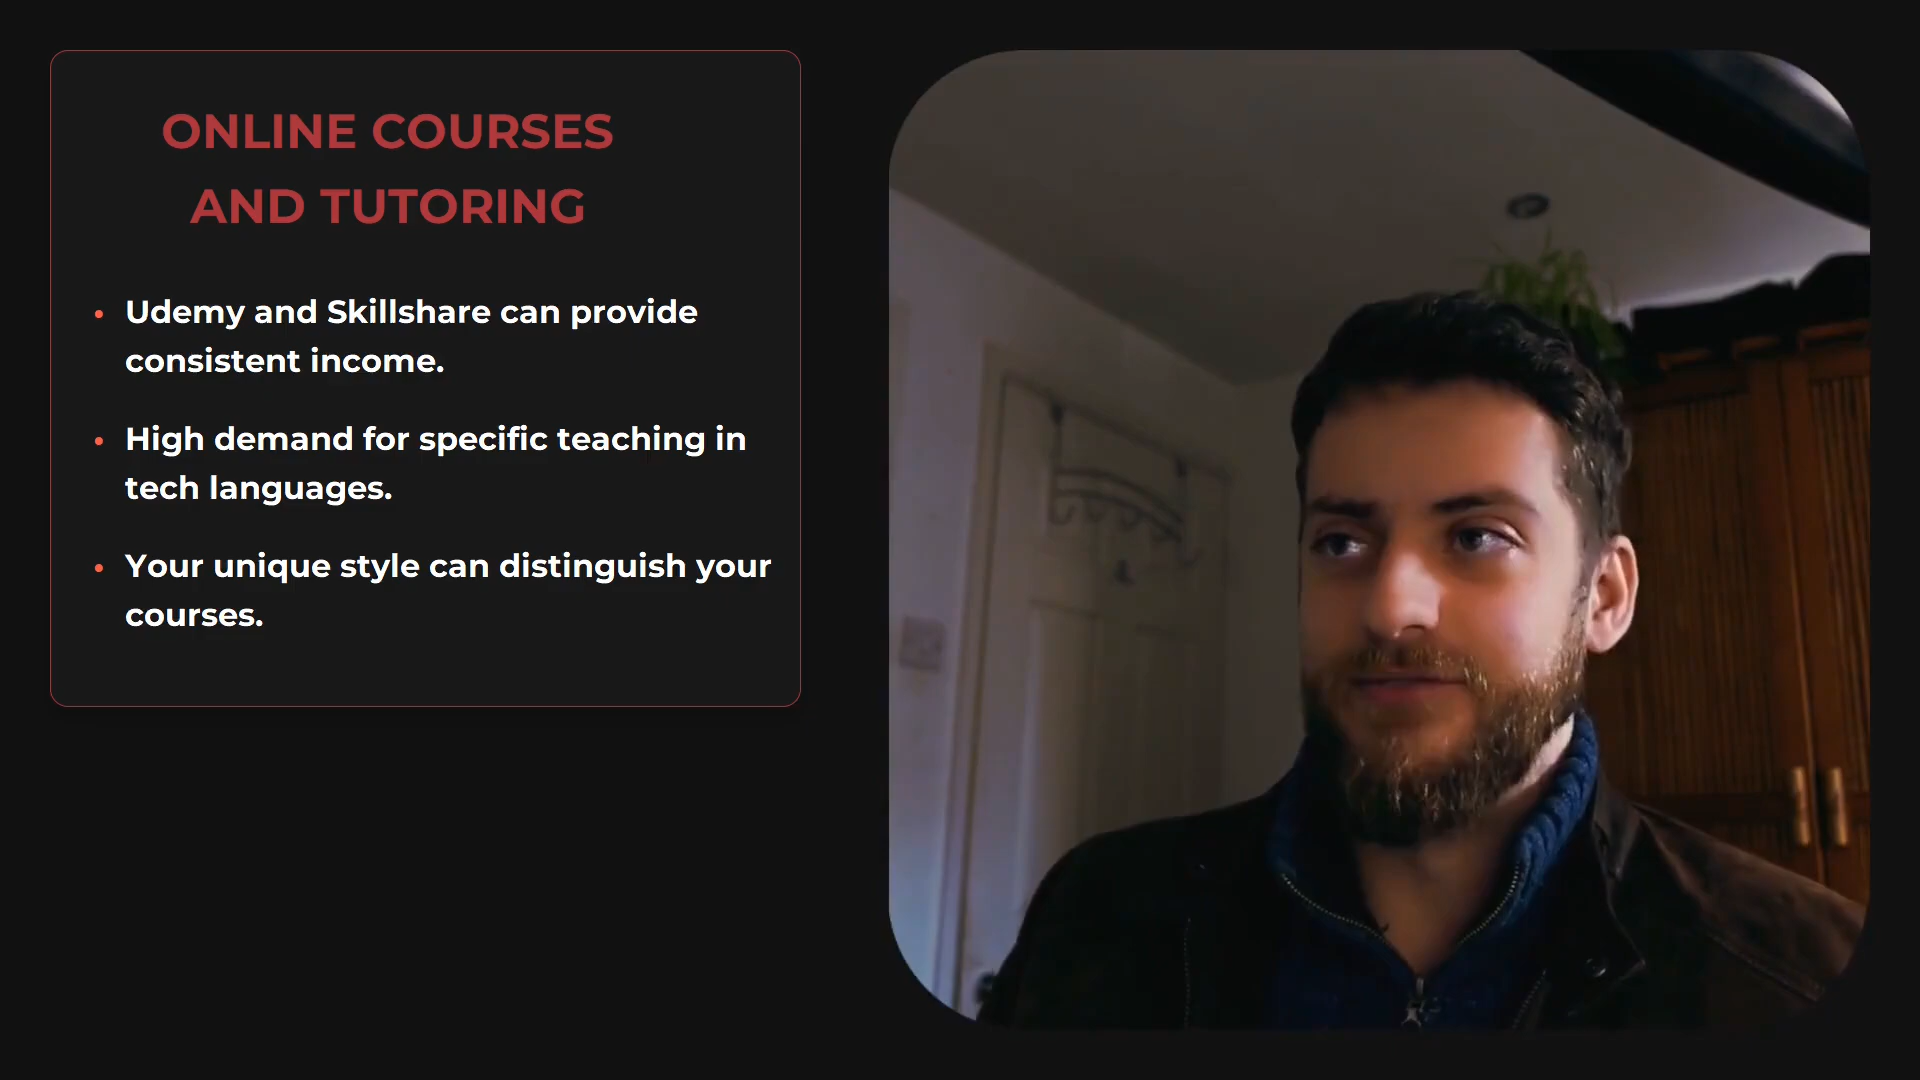 ONLINE COURSES
AND TUTORING
Udemy and Skillshare can provide
consistent income.
High demand for specific teaching in
tech languages.
Your unique style can distinguish your
courses.